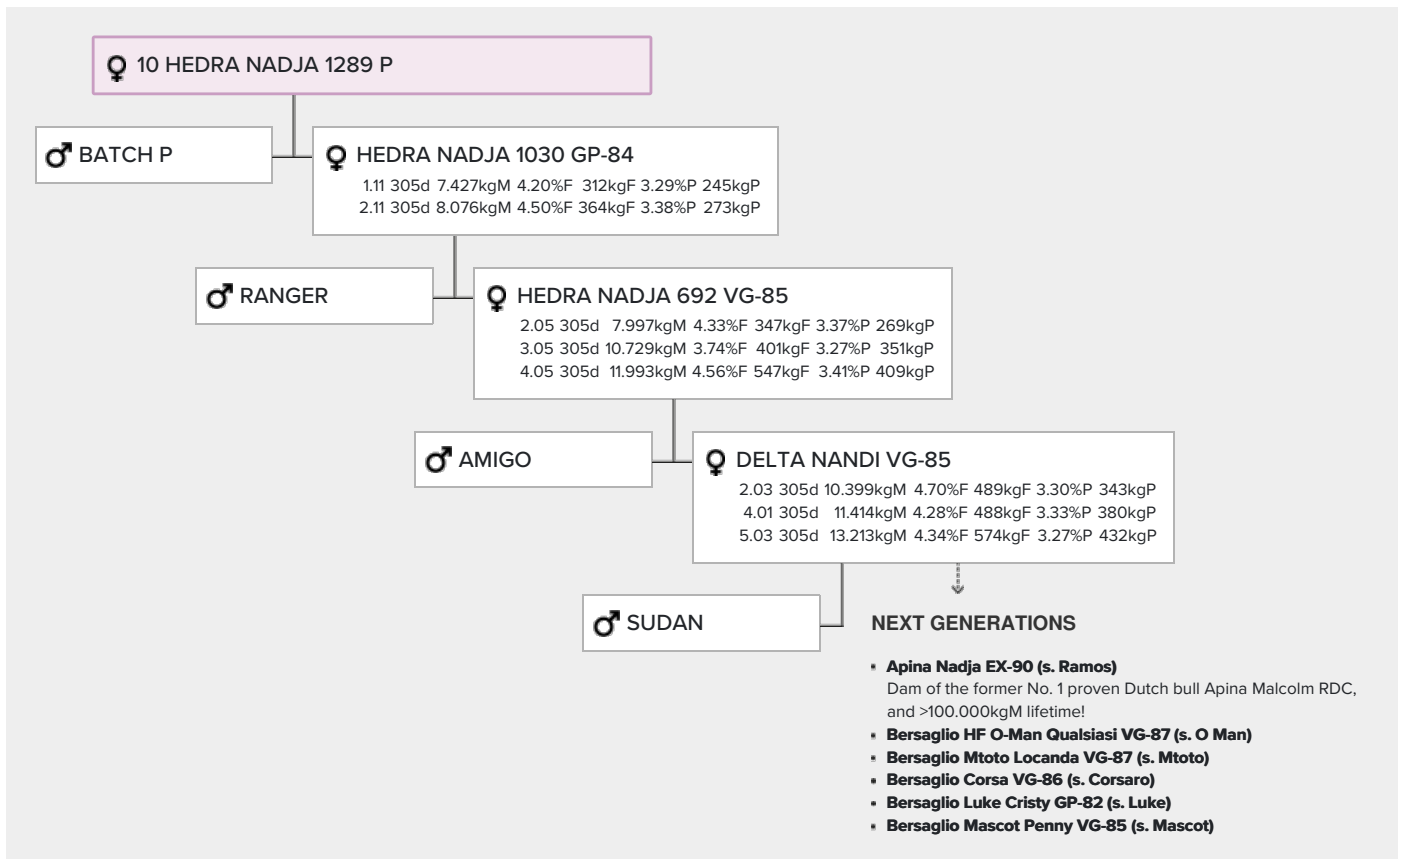 10 HEDRA NADJA 1289 P
BATCH P
HEDRA NADJA 1030 GP-84
1.11 305d 7.427kgM 4.20%F 312kgF 3.29%P 245kgP
2.11 305d 8.076kgM 4.50%F 364kgF 3.38%P 273kgP
RANGER
HEDRA NADJA 692 VG-85
2.05 305d 7.997kgM 4.33%F 347kgF 3.37%P 269kgP
3.05 305d 10.729kgM 3.74%F 401kgF 3.27%P 351kgP
4.05 305d 11.993kgM 4.56%F 547kgF 3.41%P 409kgP
AMIGO
DELTA NANDI VG-85
2.03 305d 10.399kgM 4.70%F 489kgF 3.30%P 343kgP
4.01 305d 11.414kgM 4.28%F 488kgF 3.33%P 380kgP
5.03 305d 13.213kgM 4.34%F 574kgF 3.27%P 432kgP
SUDAN
NEXT GENERATIONS
▪ Apina Nadja EX-90 (s. Ramos)
Dam of the former No. 1 proven Dutch bull Apina Malcolm RDC,
and >100.000kgM lifetime!
▪ Bersaglio HF O-Man Qualsiasi VG-87 (s. O Man)
▪ Bersaglio Mtoto Locanda VG-87 (s. Mtoto)
▪ Bersaglio Corsa VG-86 (s. Corsaro)
▪ Bersaglio Luke Cristy GP-82 (s. Luke)
▪ Bersaglio Mascot Penny VG-85 (s. Mascot)